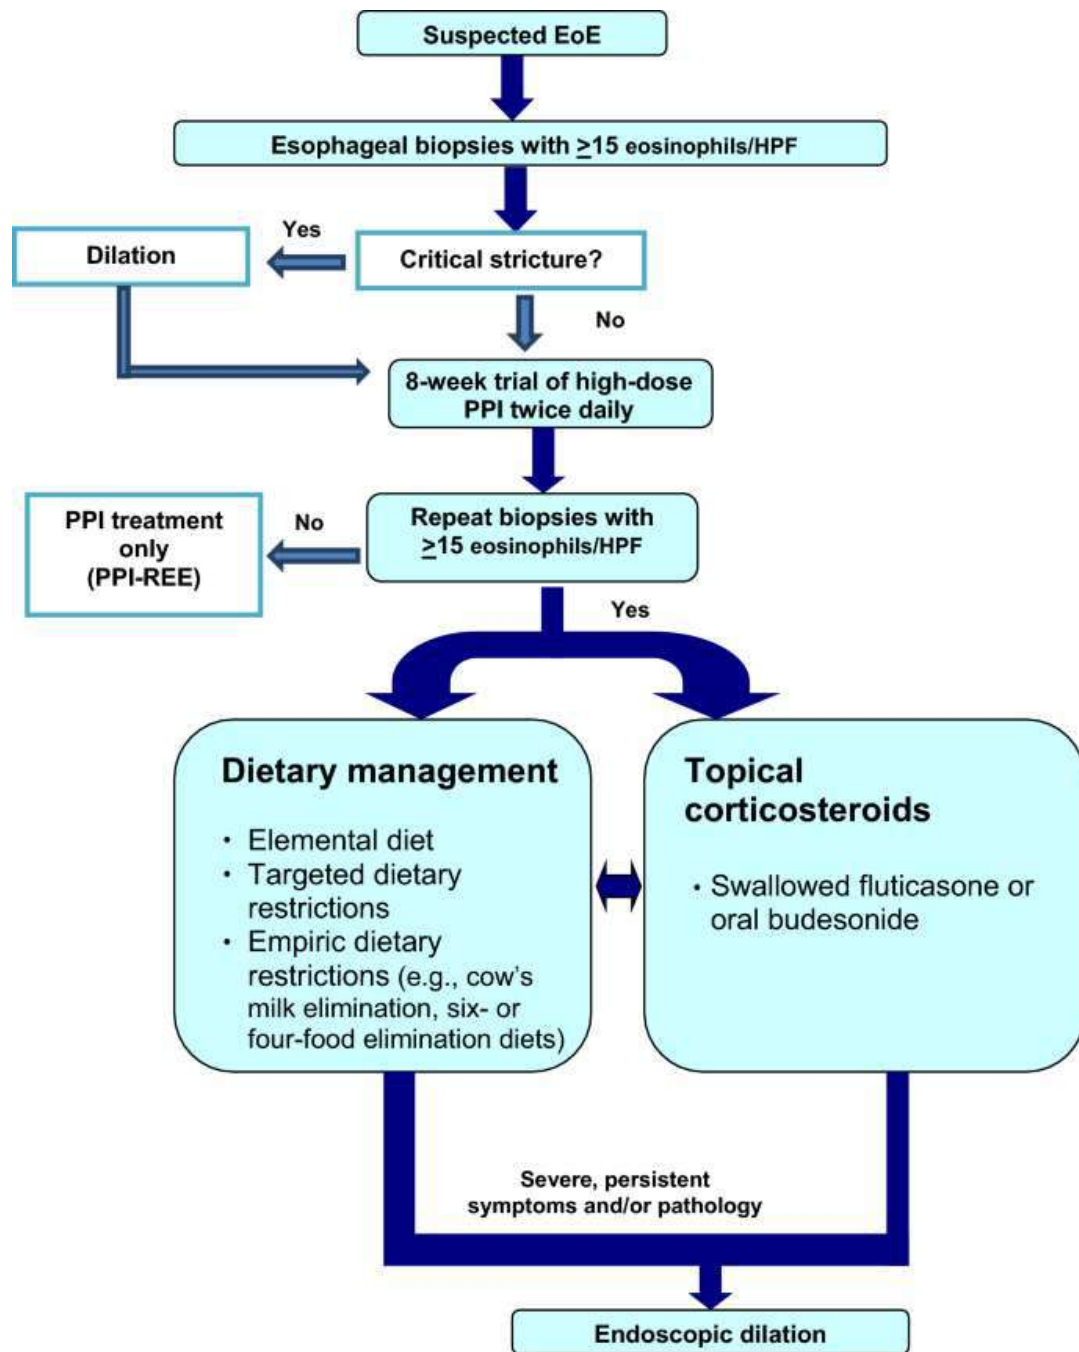 Suspected EoE
Esophageal biopsies with ≥15 eosinophils/HPF
Yes
Dilation
Critical stricture?
No
8-week trial of high-dose
PPI twice daily
PPI treatment
only
(PPI-REE)
No
Repeat biopsies with
≥15 eosinophils/HPF
Yes
Dietary management
• Elemental diet
• Targeted dietary
restrictions
• Empiric dietary
restrictions (e.g., cow's
milk elimination, six- or
four-food elimination diets)
Topical
corticosteroids
• Swallowed fluticasone or
oral budesonide
Severe, persistent
symptoms and/or pathology
Endoscopic dilation